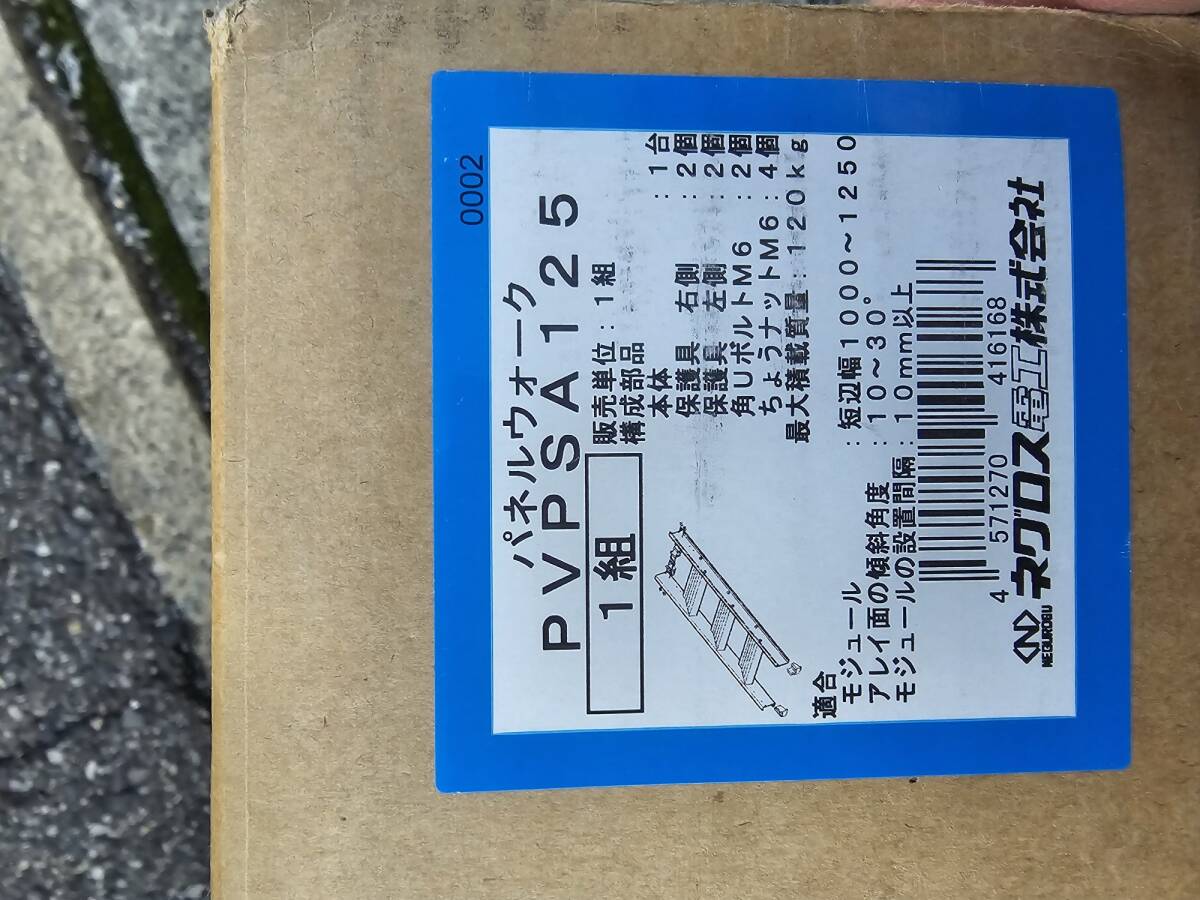 0002
パネルウォーク
PVPSA125
1組
販売単位：1組
構成部品
本体　　　　　：1台
保護具　右側　：2個
保護具　左側　：2個
角UボルトM6　：2個
ちょうナットM6：4個
最大積載質量：120kg
適合
モジュール　　　　　　：短辺幅1000～1250
アレイ面の傾斜角度　　：10～30°
モジュールの設置間隔：10mm以上
4 571270 416168
NEGUROSU ネグロス電工株式会社